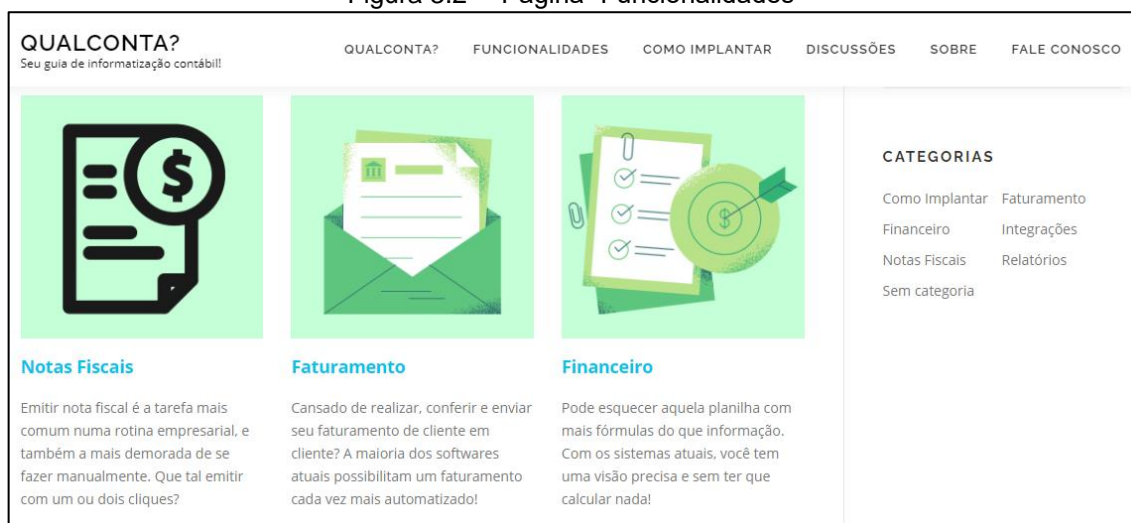 QUALCONTA?
Seu guia de informatização contábil!
QUALCONTA? FUNCIONALIDADES COMO IMPLANTAR DISCUSSÕES SOBRE FALE CONOSCO
Notas Fiscais
Emitir nota fiscal é a tarefa mais
comum numa rotina empresarial, e
também a mais demorada de se
fazer manualmente. Que tal emitir
com um ou dois cliques?
Faturamento
Cansado de realizar, conferir e enviar
seu faturamento de cliente em
cliente? A maioria dos softwares
atuais possibilitam um faturamento
cada vez mais automatizado!
Financeiro
Pode esquecer aquela planilha com
mais fórmulas do que informação.
Com os sistemas atuais, você tem
uma visão precisa e sem ter que
calcular nada!
CATEGORIAS
Como Implantar Faturamento
Financeiro Integrações
Notas Fiscais Relatórios
Sem categoria